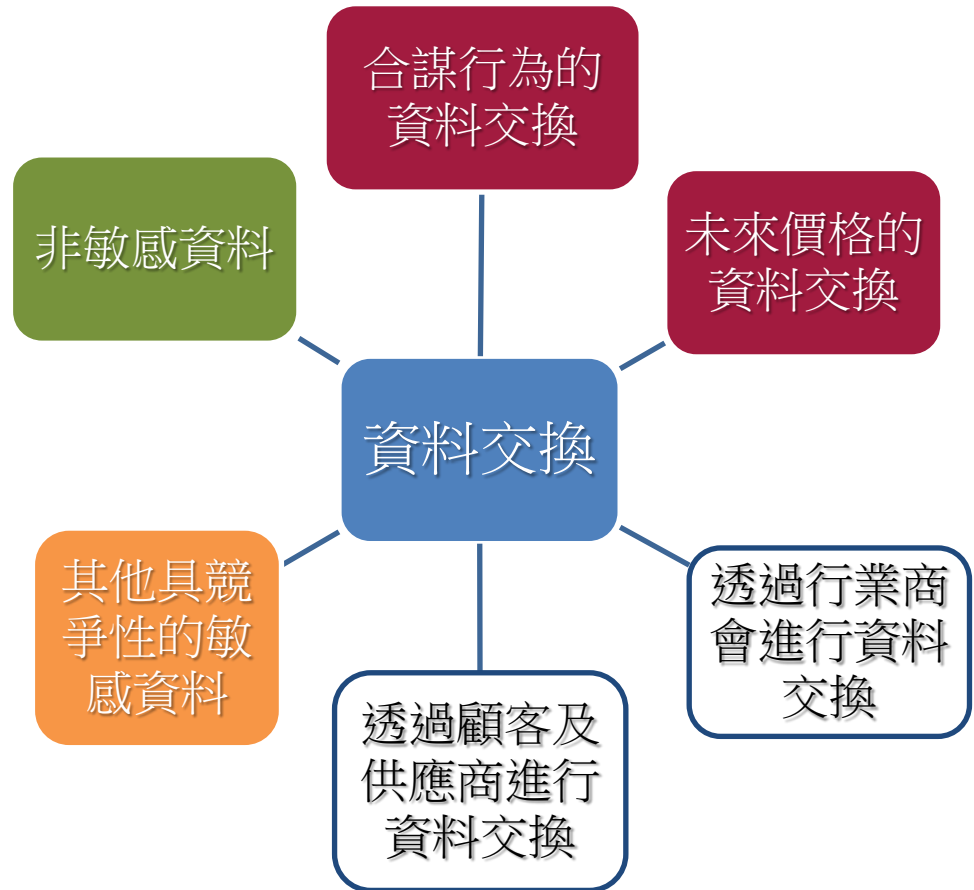 合謀行為的
資料交換
未來價格的
資料交換
非敏感資料
資料交換
其他具競
爭性的敏
感資料
透過顧客及
供應商進行
資料交換
透過行業商
會進行資料
交換